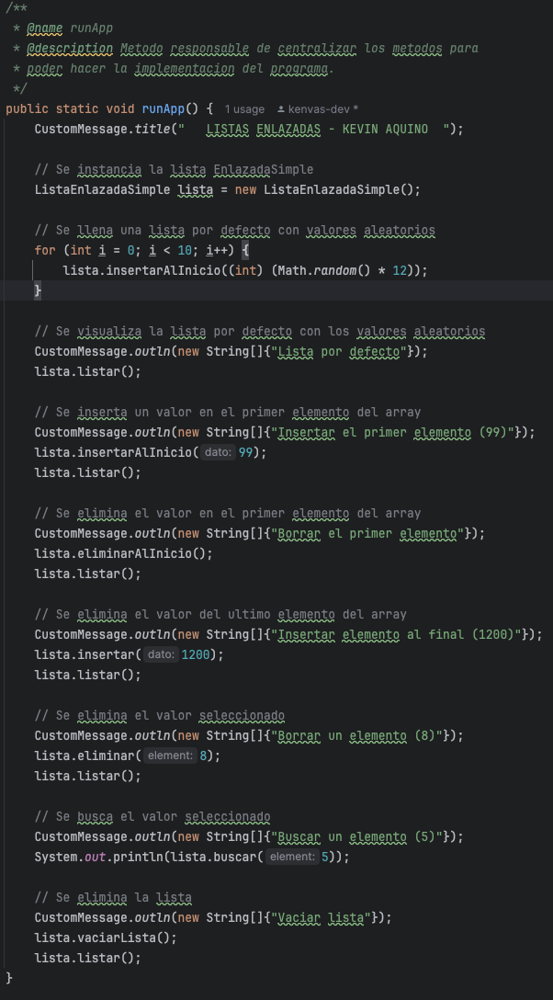 /**
 * @name runApp
 * @description Metodo responsable de centralizar los metodos para
 * poder hacer la implementacion del programa.
 */
public static void runApp() {  1 usage  kenvas-dev *
    CustomMessage.title("   LISTAS ENLAZADAS - KEVIN AQUINO  ");

    // Se instancia la lista EnlazadaSimple
    ListaEnlazadaSimple lista = new ListaEnlazadaSimple();

    // Se llena una lista por defecto con valores aleatorios
    for (int i = 0; i < 10; i++) {
        lista.insertarAlInicio((int) (Math.random() * 12));
    }

    // Se visualiza la lista por defecto con los valores aleatorios
    CustomMessage.outln(new String[]{"Lista por defecto"});
    lista.listar();

    // Se inserta un valor en el primer elemento del array
    CustomMessage.outln(new String[]{"Insertar el primer elemento (99)"});
    lista.insertarAlInicio( dato: 99);
    lista.listar();

    // Se elimina el valor en el primer elemento del array
    CustomMessage.outln(new String[]{"Borrar el primer elemento"});
    lista.eliminarAlInicio();
    lista.listar();

    // Se elimina el valor del ultimo elemento del array
    CustomMessage.outln(new String[]{"Insertar elemento al final (1200)"});
    lista.insertar( dato: 1200);
    lista.listar();

    // Se elimina el valor seleccionado
    CustomMessage.outln(new String[]{"Borrar un elemento (8)"});
    lista.eliminar( element: 8);
    lista.listar();

    // Se busca el valor seleccionado
    CustomMessage.outln(new String[]{"Buscar un elemento (5)"});
    System.out.println(lista.buscar( element: 5));

    // Se elimina la lista
    CustomMessage.outln(new String[]{"Vaciar lista"});
    lista.vaciarLista();
    lista.listar();
}